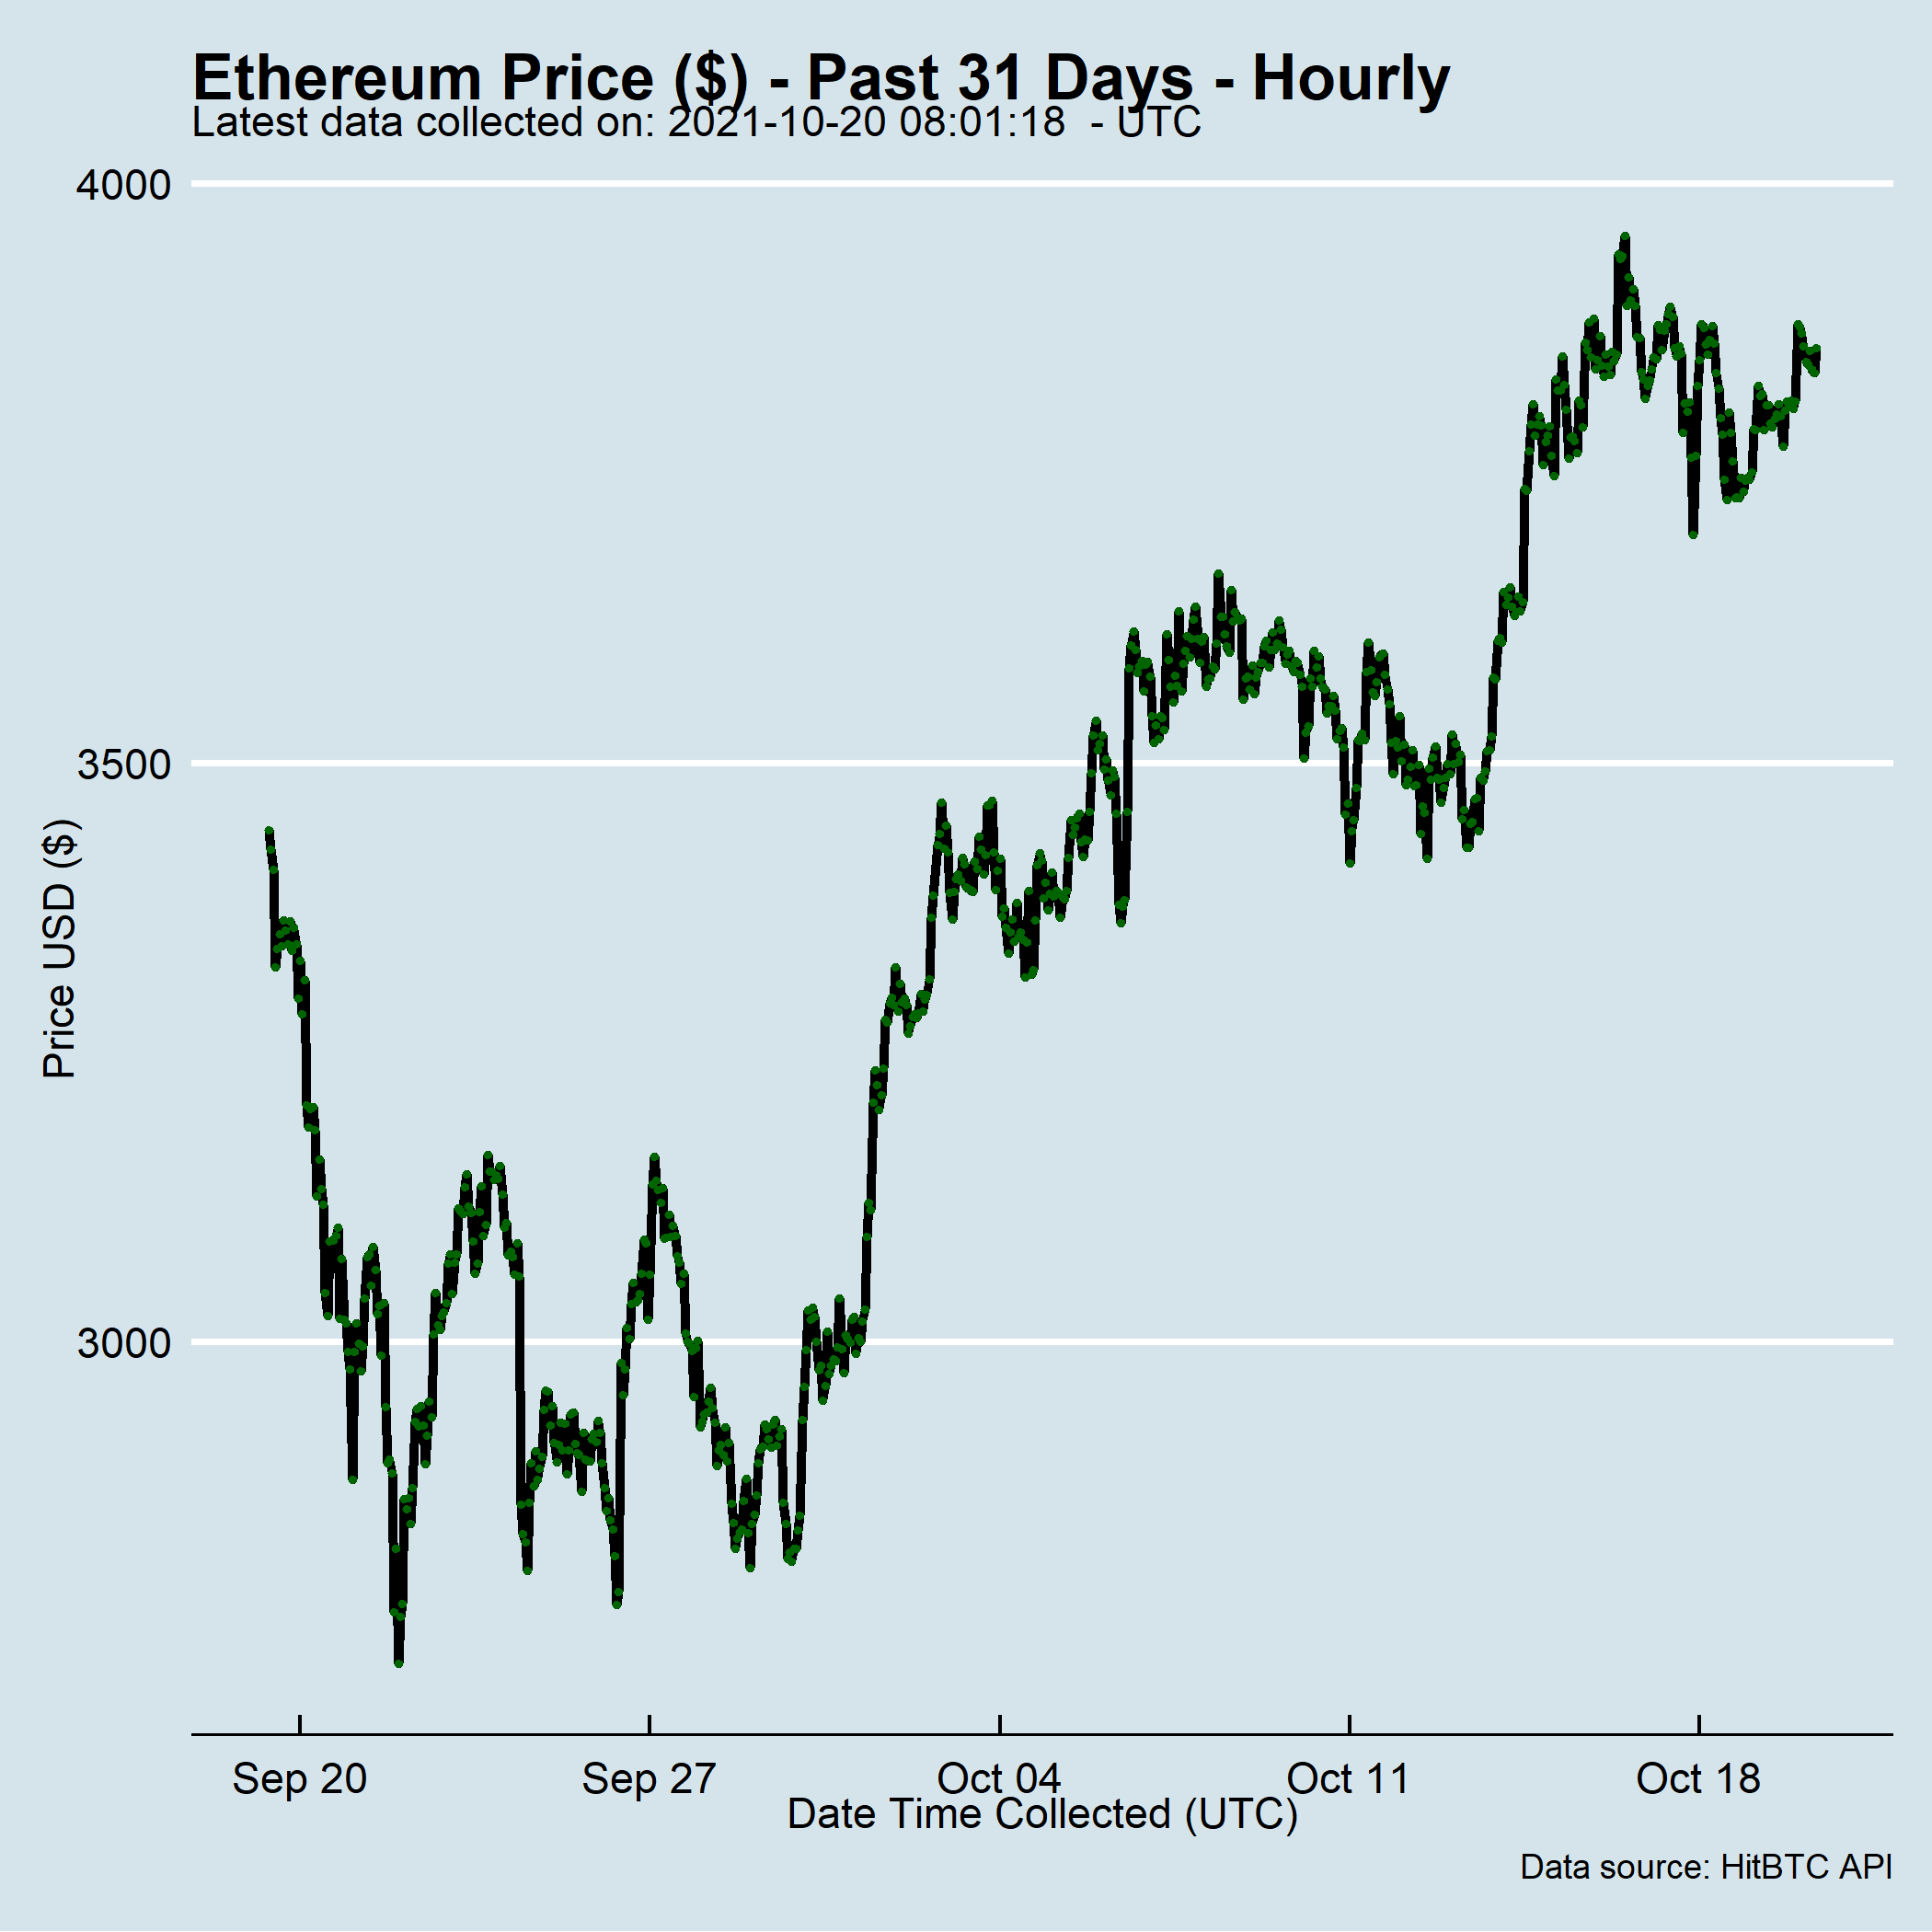 Ethereum Price ($) - Past 31 Days - Hourly
Latest data collected on: 2021-10-20 08:01:18  - UTC
4000
3500
3000
Price USD ($)
Sep 20
Sep 27
Oct 04
Oct 11
Oct 18
Date Time Collected (UTC)
Data source: HitBTC API